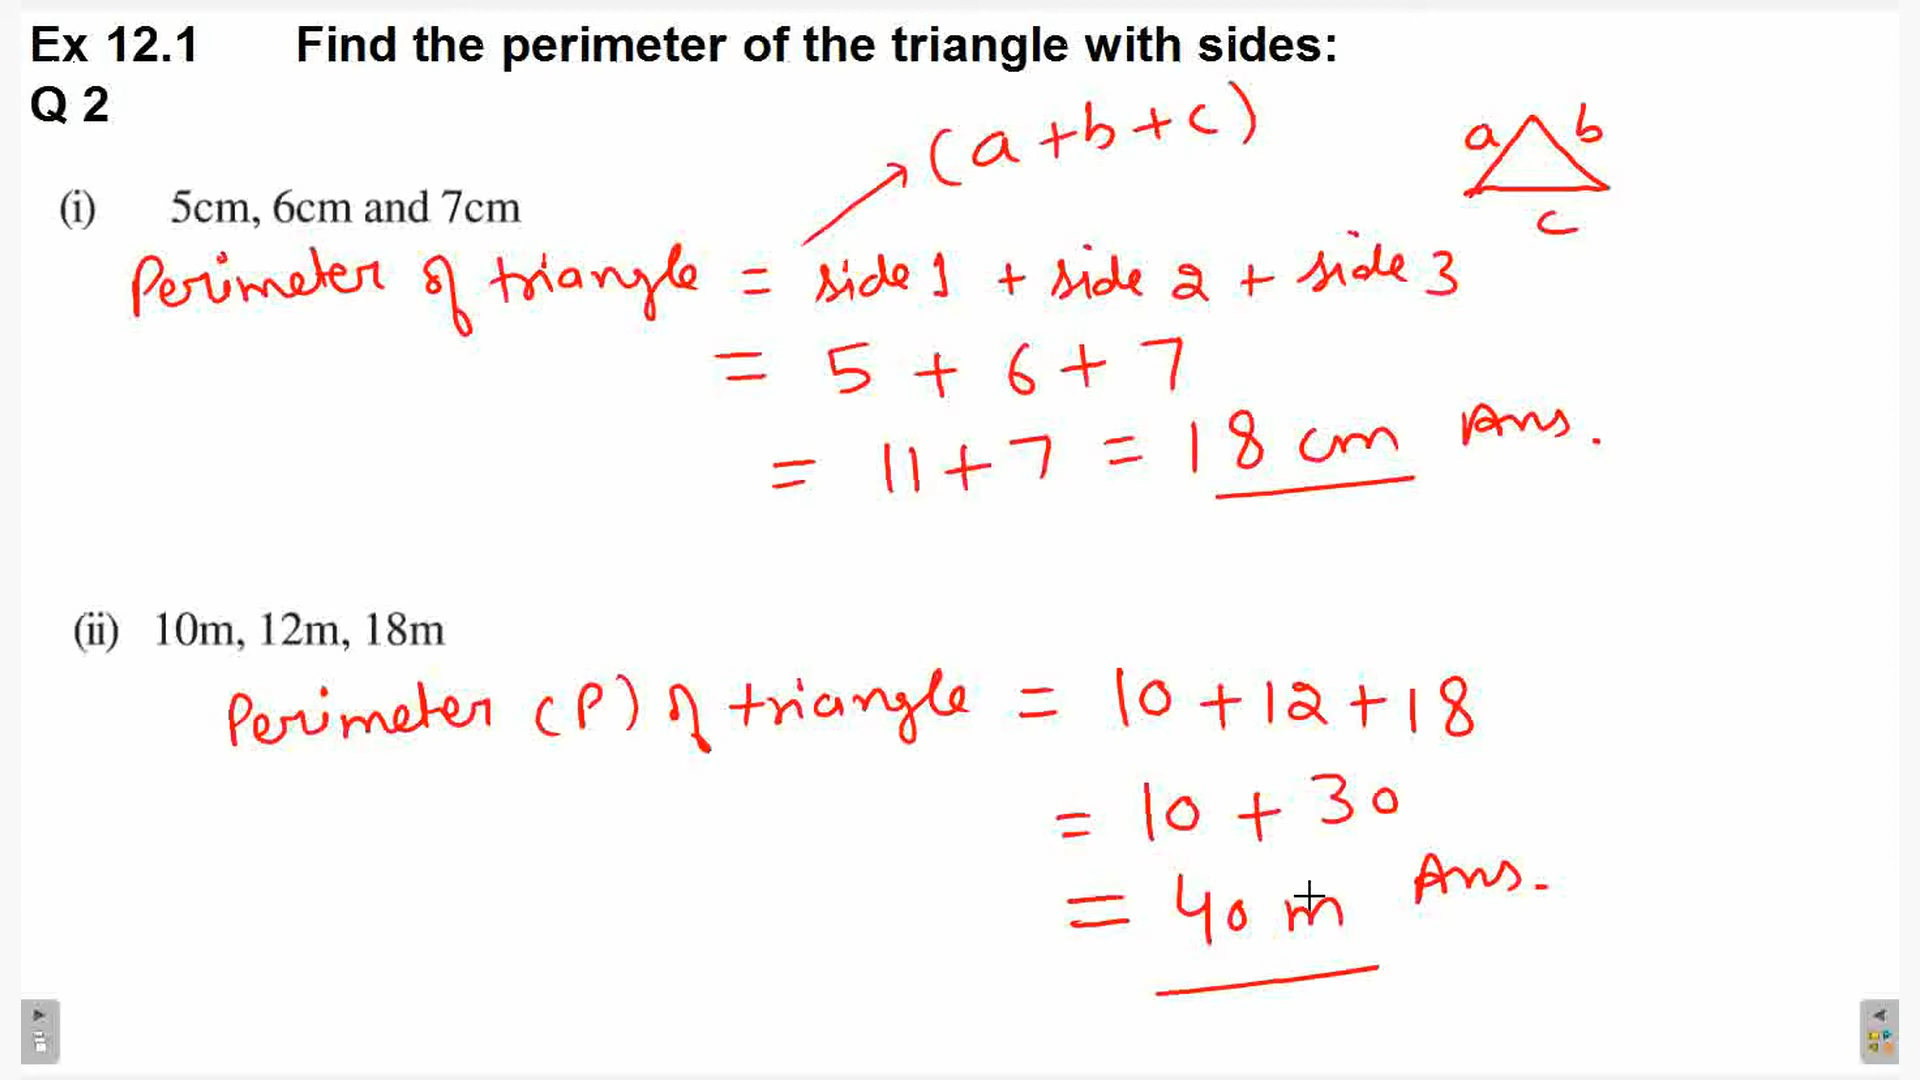 Ex 12.1 Find the perimeter of the triangle with sides:
Q 2
(a+b+c)
a b
c
(i) 5cm, 6cm and 7cm
Perimeter of triangle = side 1 + side 2 + side 3
= 5 + 6 + 7
= 11 + 7 = 18 cm Ans.
(ii) 10m, 12m, 18m
Perimeter (P) of triangle = 10 + 12 + 18
= 10 + 30
= 40 m Ans.